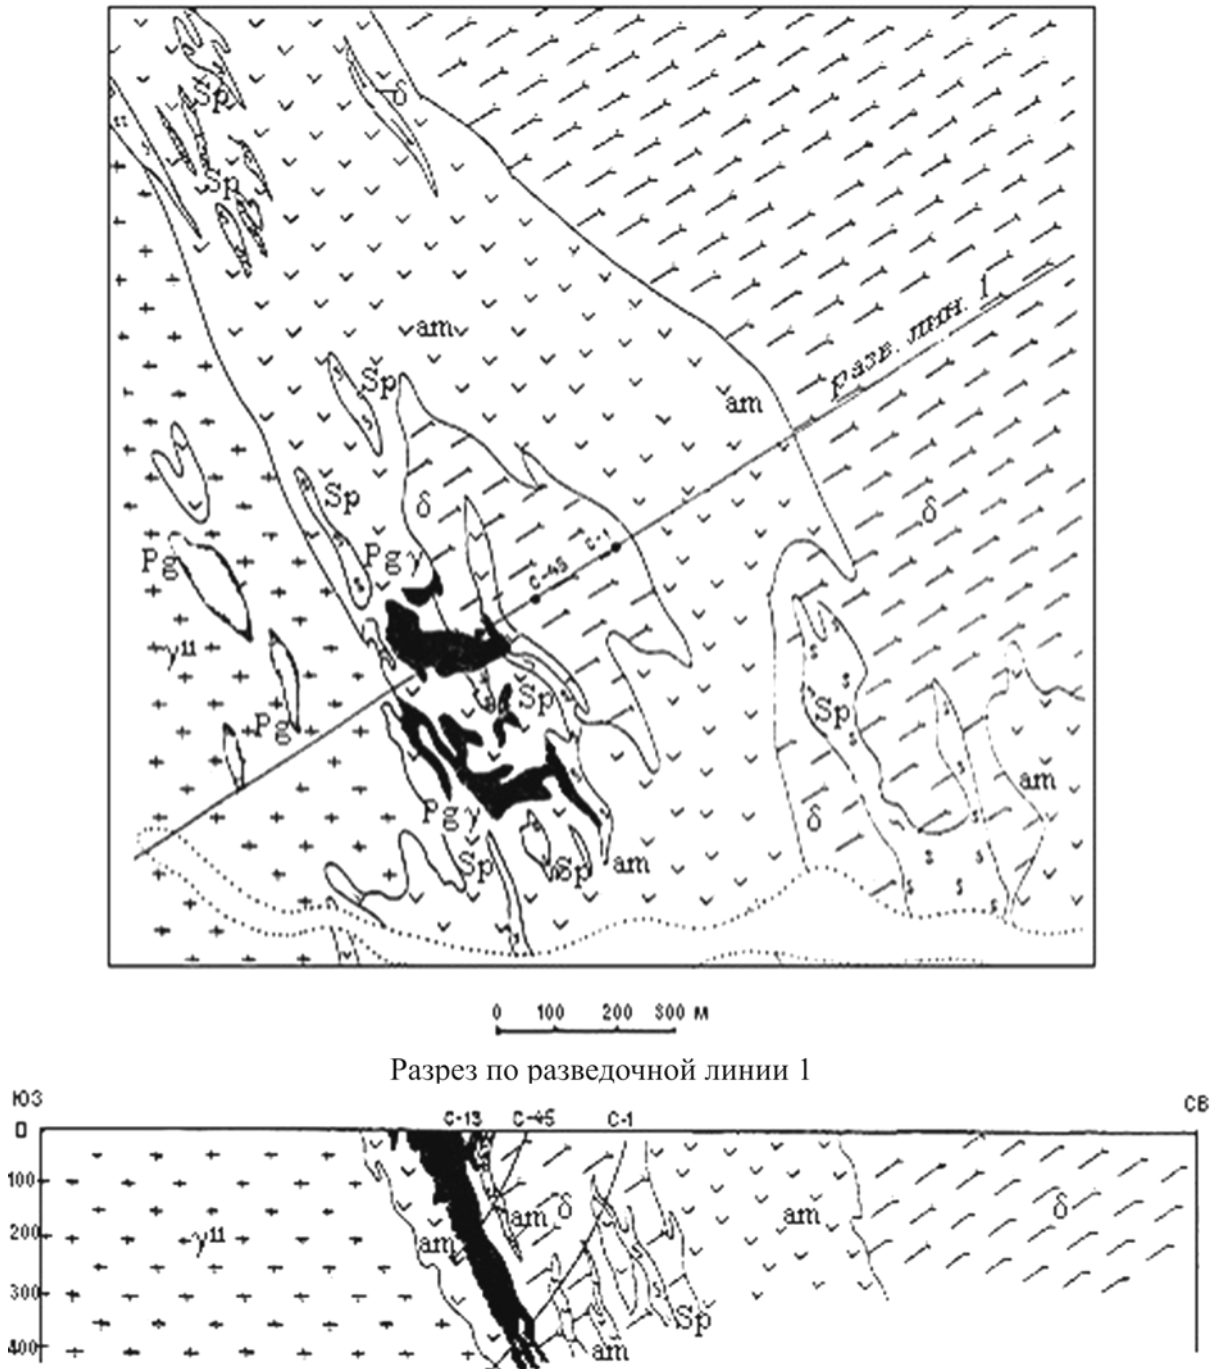 Sp
δ
Sp
разв. лин. 1
am
Sp
am
Sp
δ
δ
Pg γ
C-1
C-45
Pg
γ11
Sp
Sp
Pg
am
Pg γ
δ
Sp
Sp
am
0 100 200 300 м
Разрез по разведочной линии 1
ЮЗ СВ
0 C-13 C-45 C-1
100
200 γ11 am am δ am δ
300
Sp
400 am